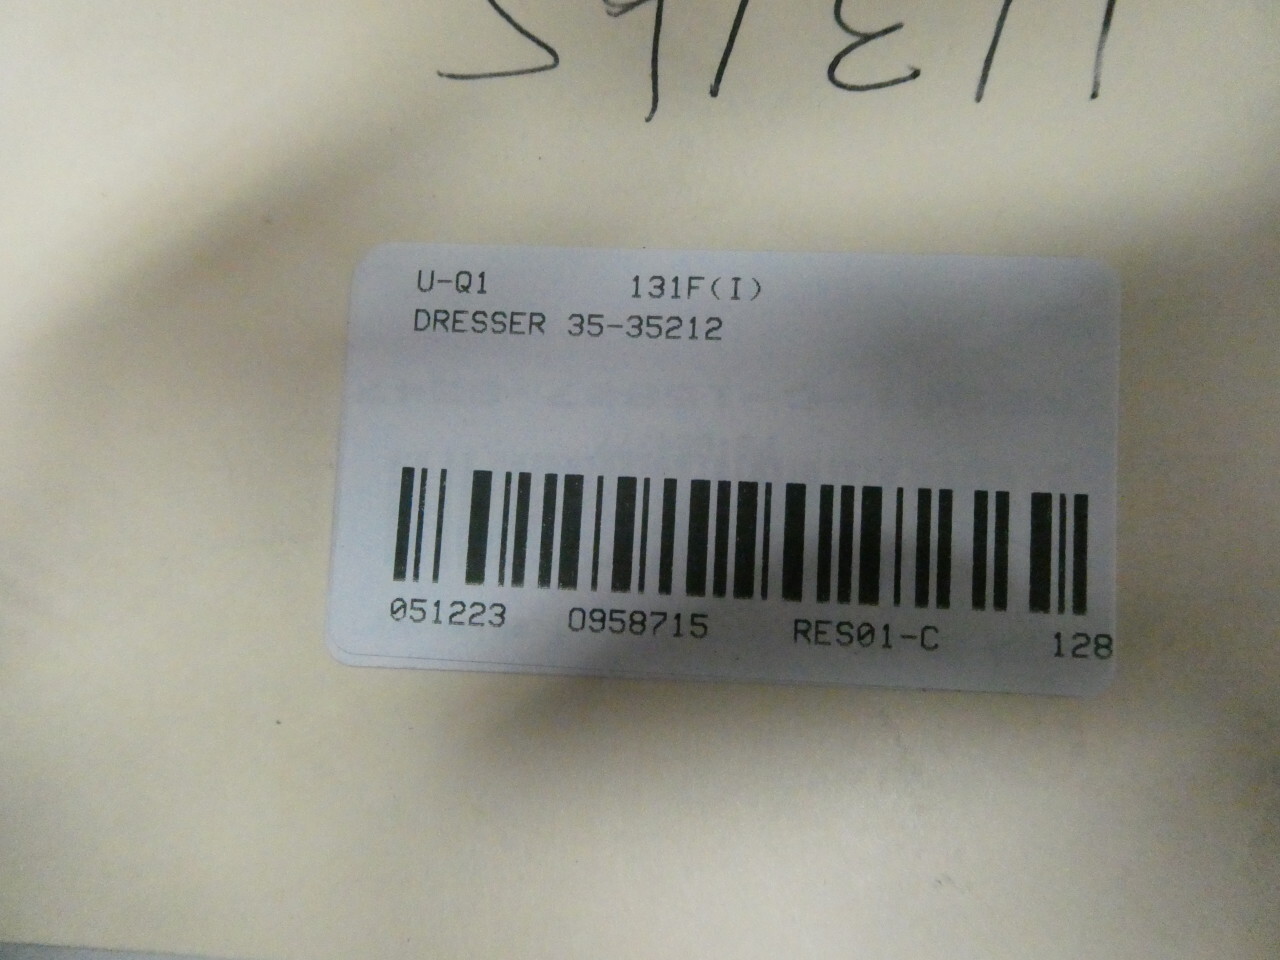 U-Q1 131F(I)
DRESSER 35-35212
051223 0958715 RES01-C 128